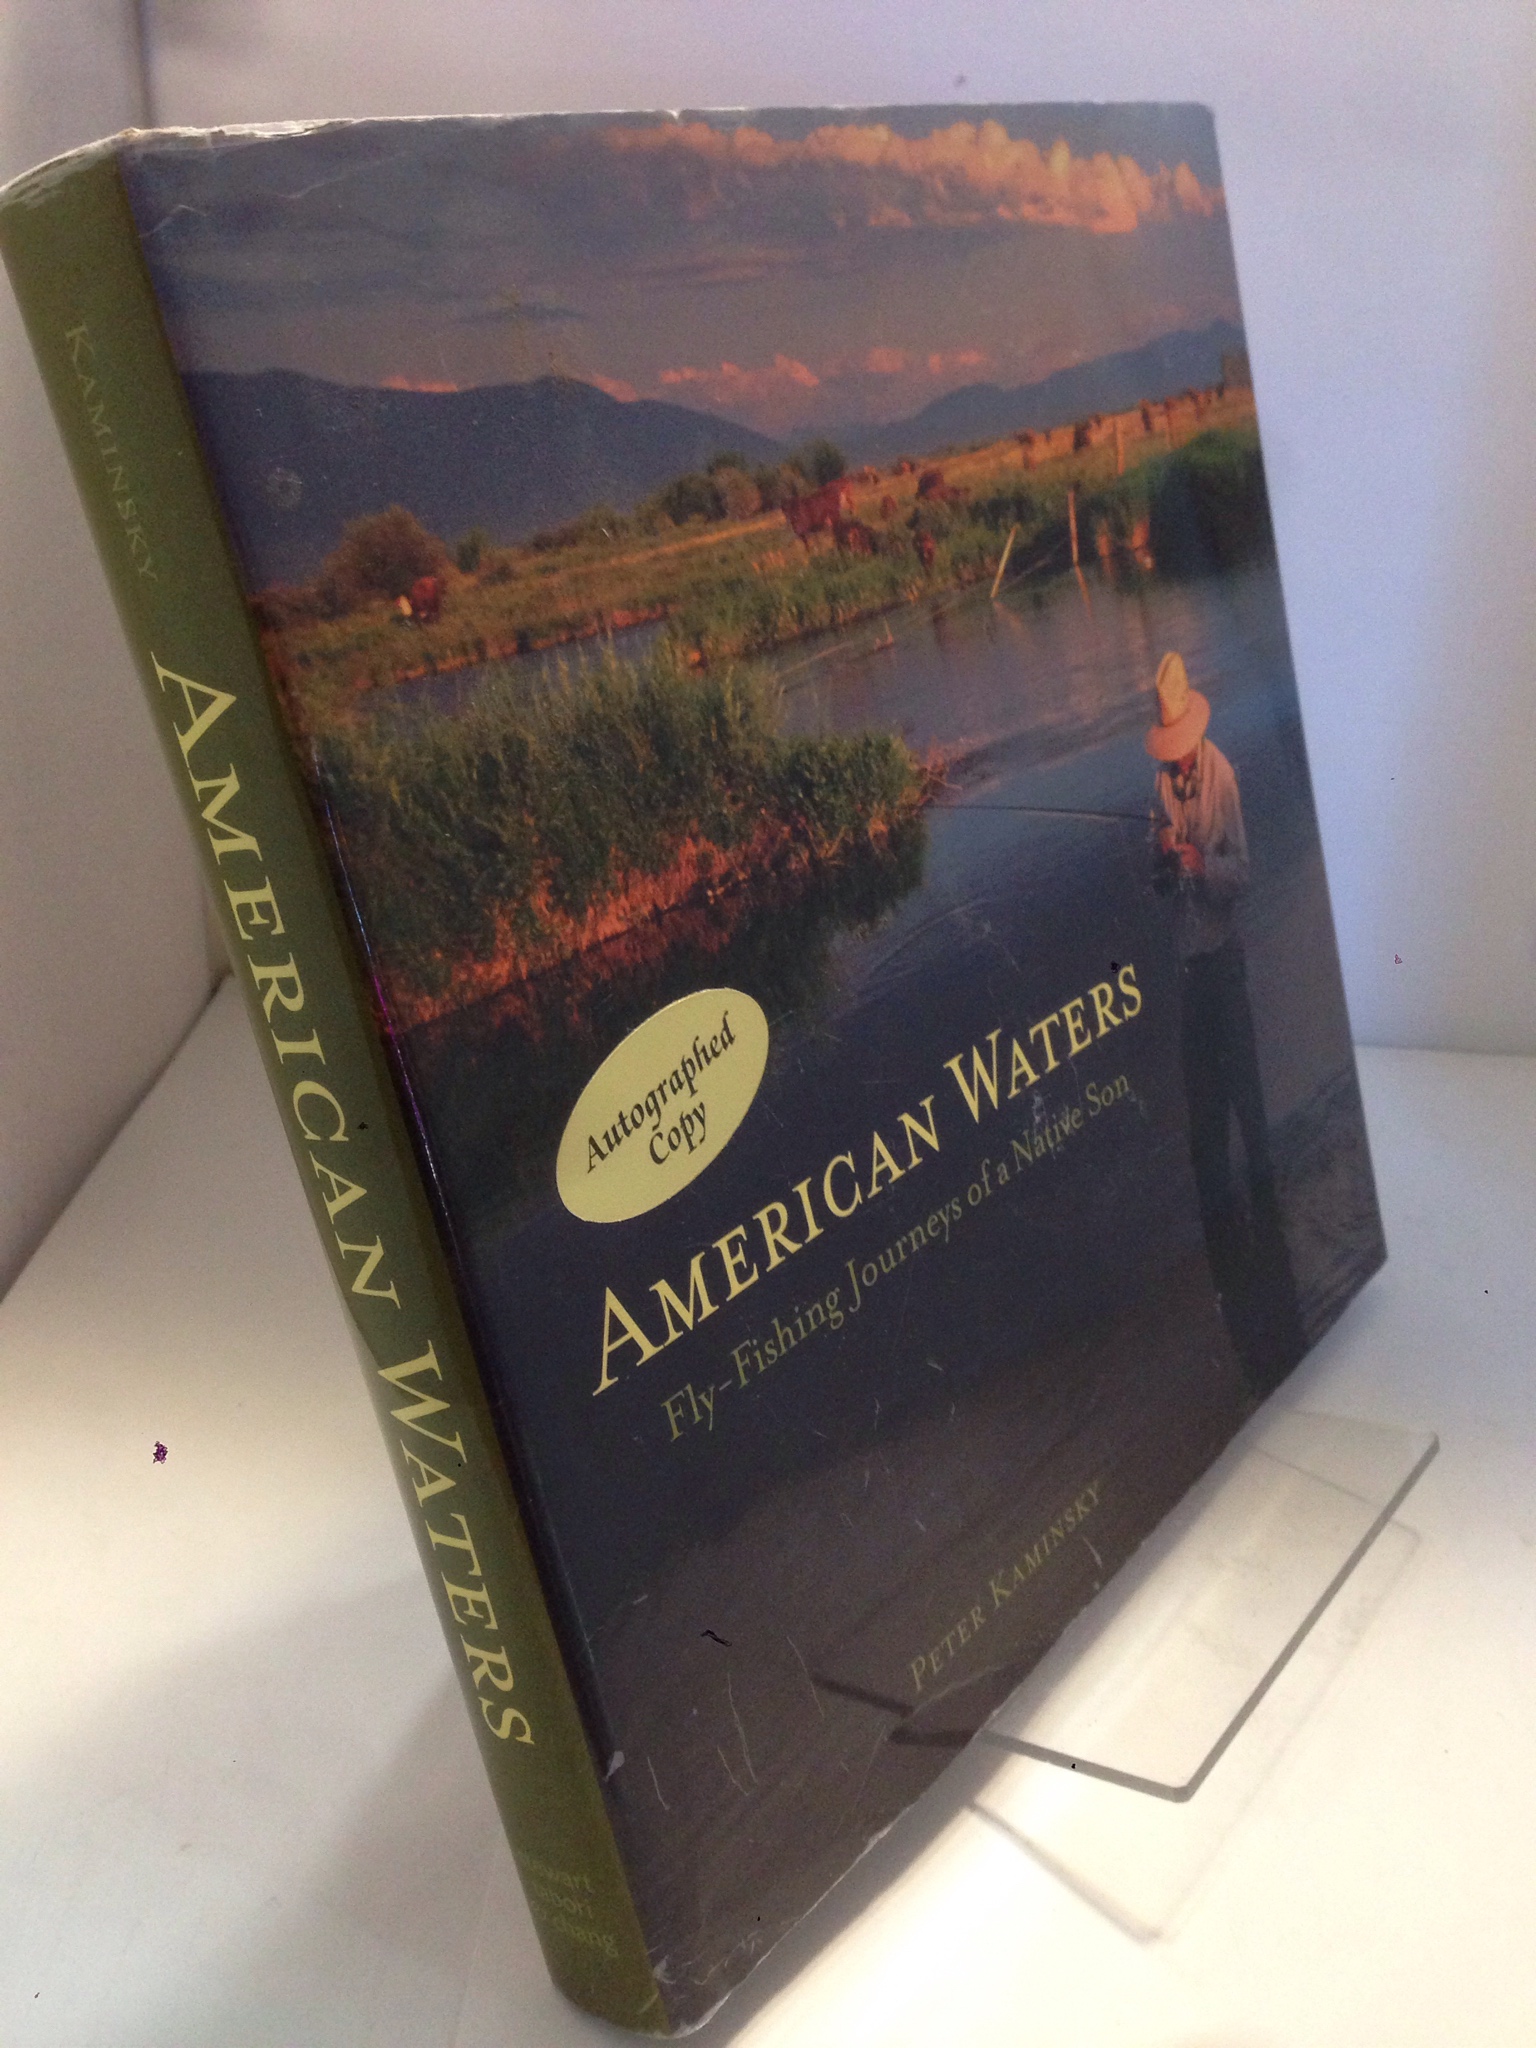 KAMINSKY
AMERICAN WATERS
Autographed
Copy
AMERICAN WATERS
Fly-Fishing Journeys of a Native Son
PETER KAMINSKY